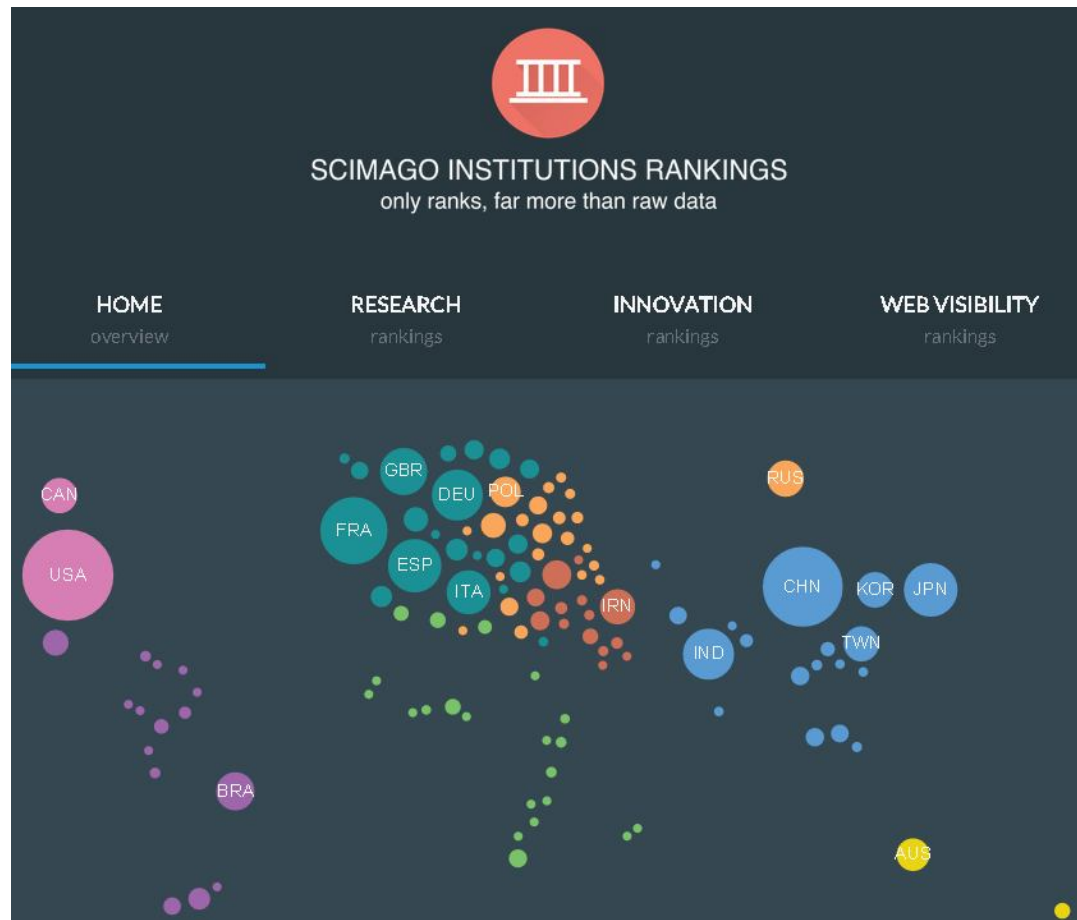 SCIMAGO INSTITUTIONS RANKINGS
only ranks, far more than raw data
HOME
overview
RESEARCH
rankings
INNOVATION
rankings
WEB VISIBILITY
rankings
GBR
RUS
DEU
POL
CAN
FRA
ESP
USA
CHN
KOR
JPN
ITA
IRN
TWN
IND
BRA
AUS